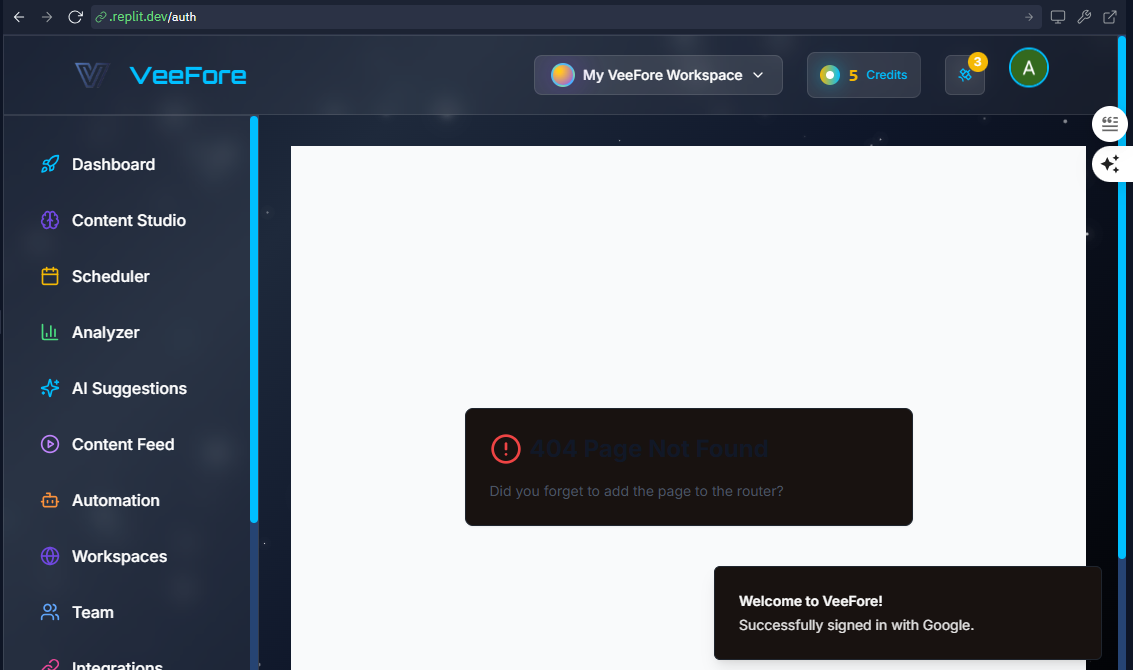 .replit.dev/auth
VeeFore
My VeeFore Workspace
5 Credits
3
A
Dashboard
Content Studio
Scheduler
Analyzer
AI Suggestions
Content Feed
Automation
Workspaces
Team
Integrations
404 Page Not Found
Did you forget to add the page to the router?
Welcome to VeeFore!
Successfully signed in with Google.